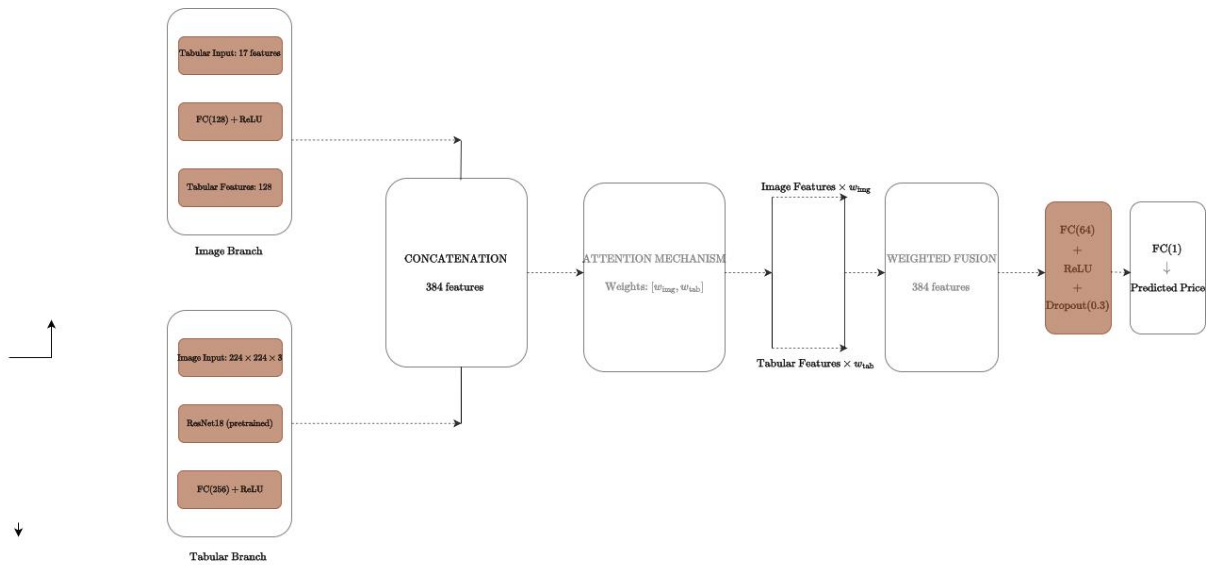 Tabular Input: 17 features
FC(128) + ReLU
Tabular Features: 128
Image Branch
Image Input: 224 × 224 × 3
ResNet18 (pretrained)
FC(256) + ReLU
Tabular Branch
CONCATENATION
384 features
ATTENTION MECHANISM
Weights: [w_img, w_tab]
Image Features × w_img
Tabular Features × w_tab
WEIGHTED FUSION
384 features
FC(64)
+
ReLU
+
Dropout(0.3)
FC(1)
↓
Predicted Price